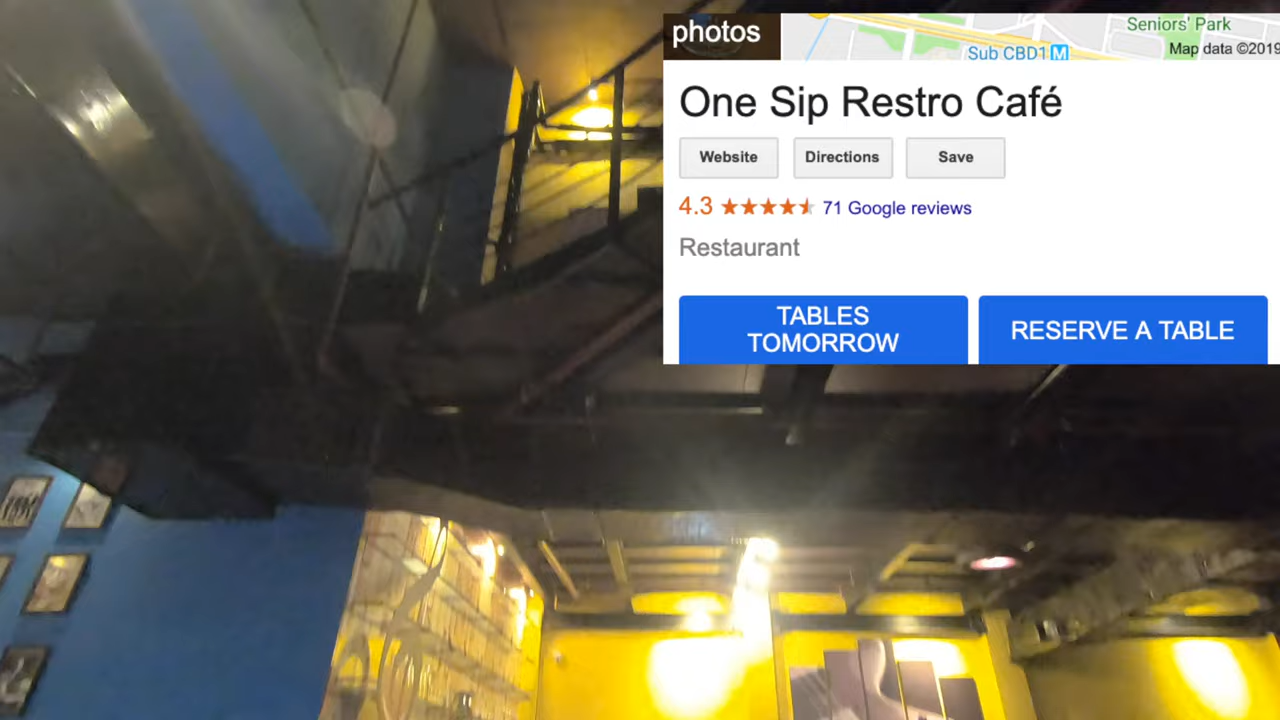 photos
Seniors' Park
Sub CBD1 M
Map data ©2019
One Sip Restro Café
Website
Directions
Save
4.3 71 Google reviews
Restaurant
TABLES
TOMORROW
RESERVE A TABLE